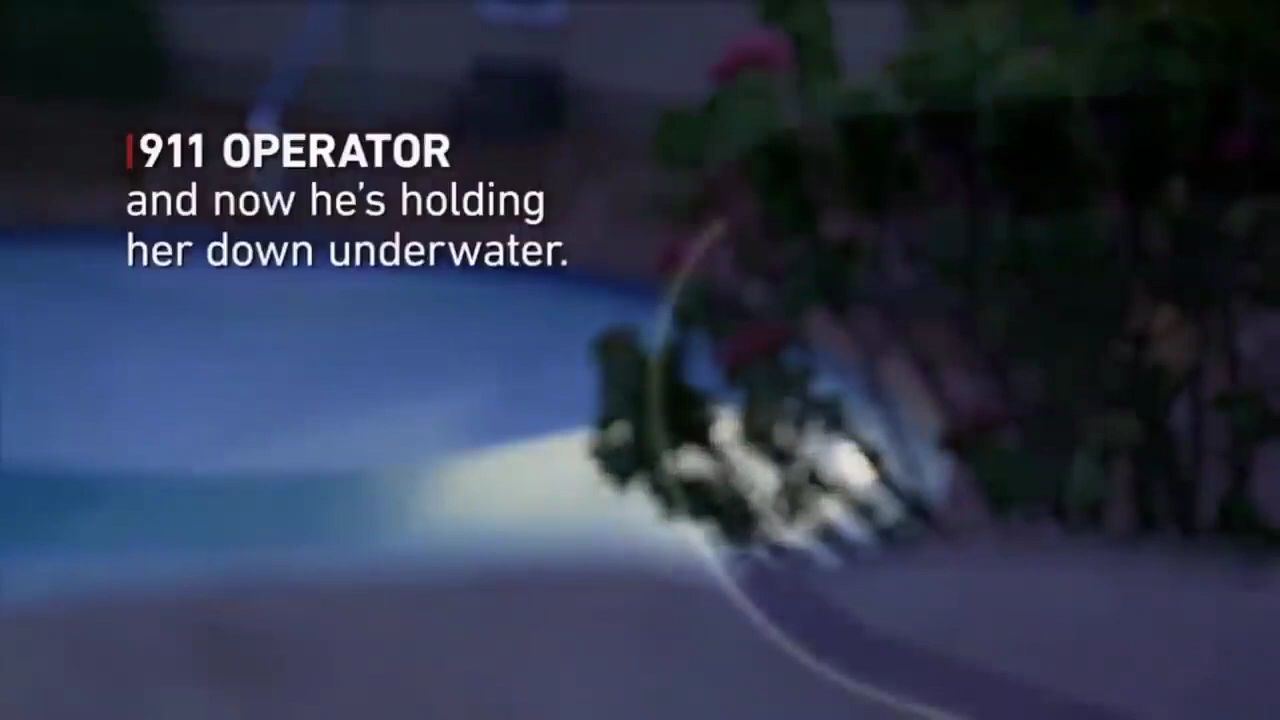 911 OPERATOR
and now he's holding
her down underwater.